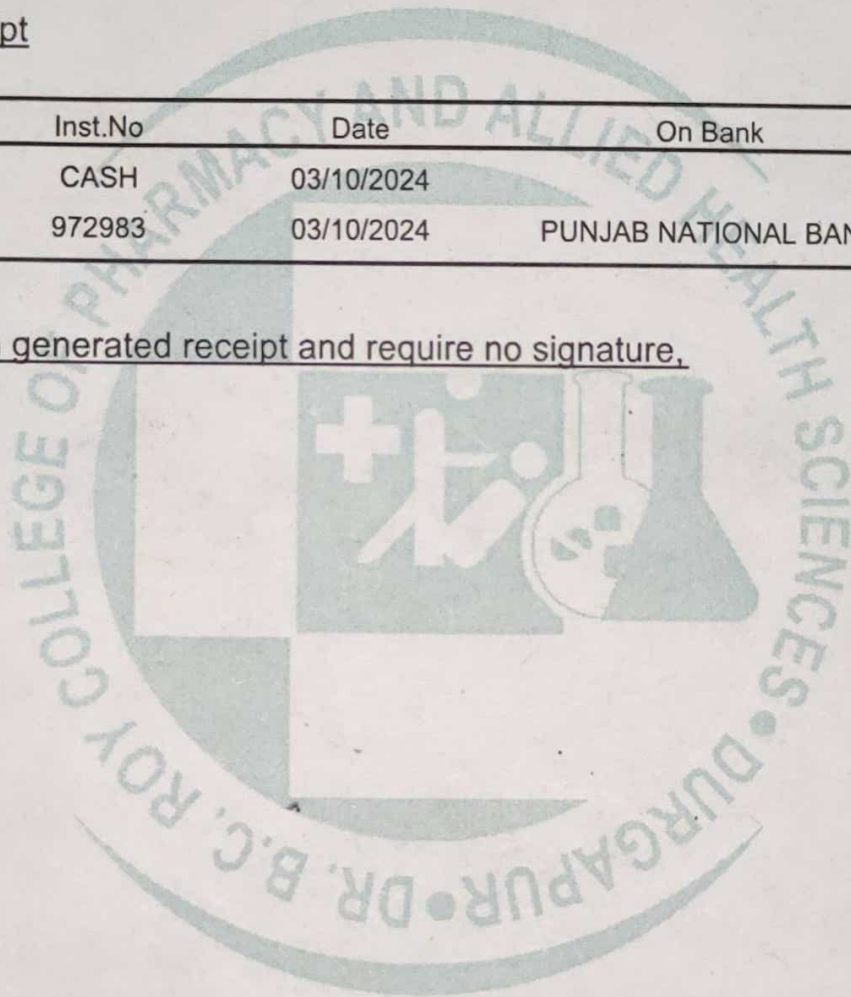 pt
Inst.No Date On Bank
CASH 03/10/2024
972983 03/10/2024 PUNJAB NATIONAL BAN
generated receipt and require no signature,
DR. B.C. ROY COLLEGE OF PHARMACY AND ALLIED HEALTH SCIENCES • DURGAPUR •